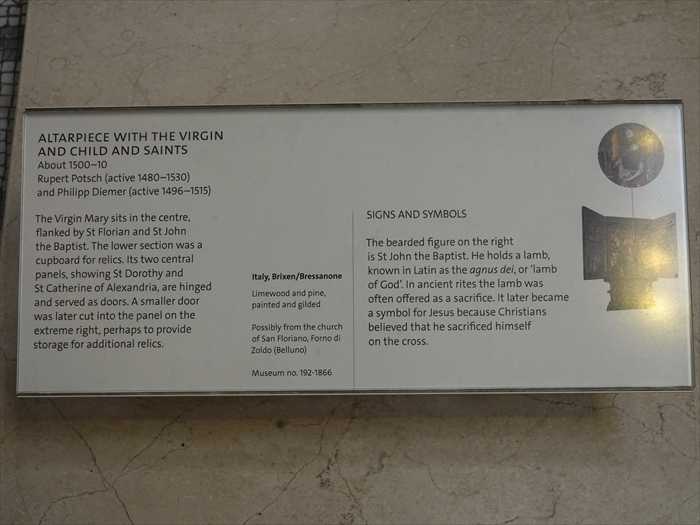 ALTARPIECE WITH THE VIRGIN
AND CHILD AND SAINTS
About 1500–10
Rupert Potsch (active 1480–1530)
and Philipp Diemer (active 1496–1515)
The Virgin Mary sits in the centre,
flanked by St Florian and St John
the Baptist. The lower section was a
cupboard for relics. Its two central
panels, showing St Dorothy and
St Catherine of Alexandria, are hinged
and served as doors. A smaller door
was later cut into the panel on the
extreme right, perhaps to provide
storage for additional relics.
Italy, Brixen/Bressanone
Limewood and pine,
painted and gilded
Possibly from the church
of San Floriano, Forno di
Zoldo (Belluno)
Museum no. 192-1866
SIGNS AND SYMBOLS
The bearded figure on the right
is St John the Baptist. He holds a lamb,
known in Latin as the agnus dei, or ‘lamb
of God’. In ancient rites the lamb was
often offered as a sacrifice. It later became
a symbol for Jesus because Christians
believed that he sacrificed himself
on the cross.